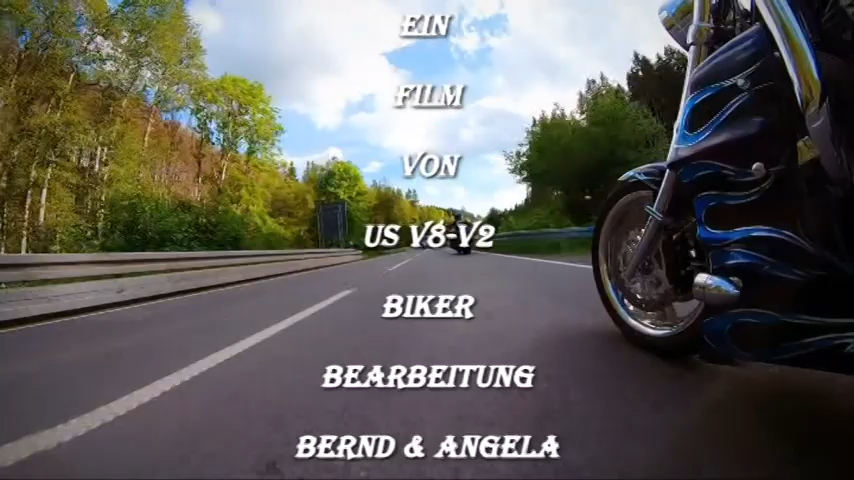 EIN
FILM
VON
US V8-V2
BIKER
BEARBEITUNG
BERND & ANGELA